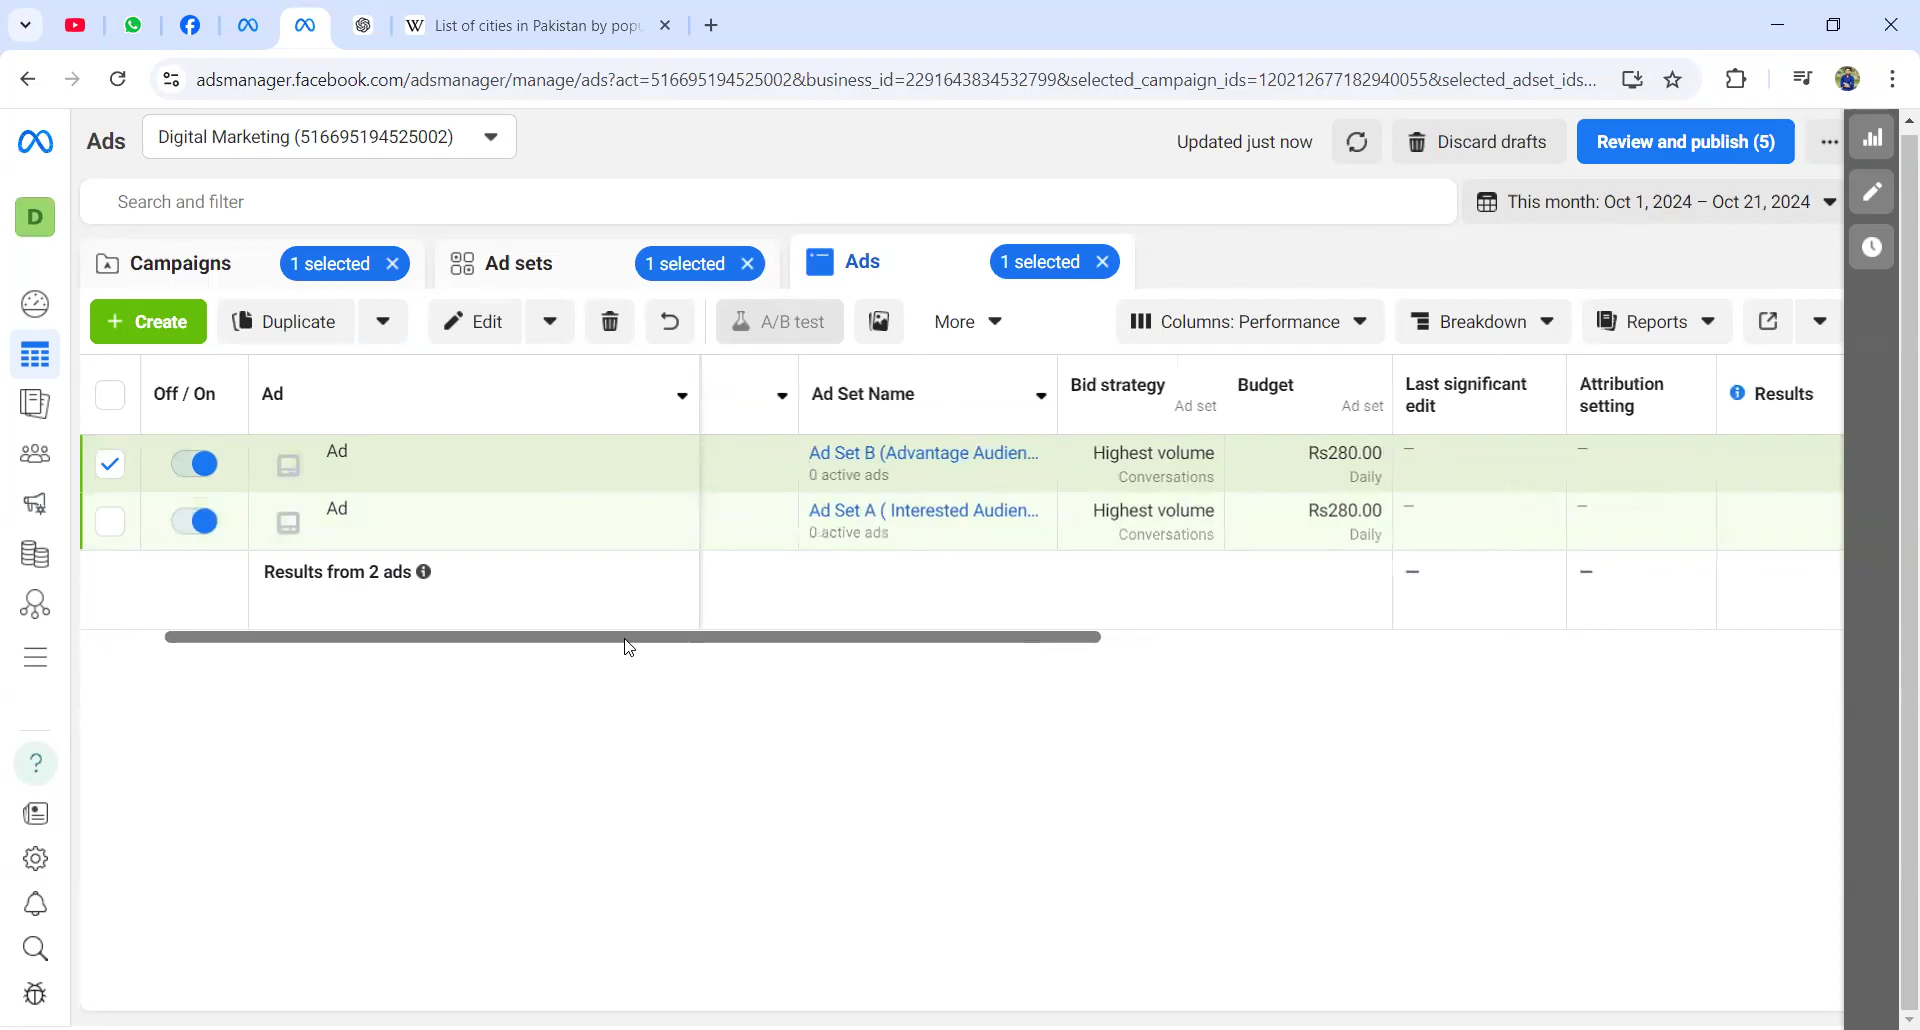 List of cities in Pakistan by popu
adsmanager.facebook.com/adsmanager/manage/ads?act=516695194525002&business_id=2291643834532799&selected_campaign_ids=120212677182940055&selected_adset_ids...
Ads
Digital Marketing (516695194525002)
Updated just now
Discard drafts
Review and publish (5)
D
Search and filter
This month: Oct 1, 2024 – Oct 21, 2024
Campaigns
1 selected
Ad sets
1 selected
Ads
1 selected
+ Create
Duplicate
Edit
A/B test
More
Columns: Performance
Breakdown
Reports
Off / On
Ad
Ad Set Name
Bid strategy
Ad set
Budget
Ad set
Last significant
edit
Attribution
setting
Results
Ad
Ad Set B (Advantage Audien...
0 active ads
Highest volume
Conversations
Rs280.00
Daily
—
—
Ad
Ad Set A ( Interested Audien...
0 active ads
Highest volume
Conversations
Rs280.00
Daily
—
—
Results from 2 ads
—
—